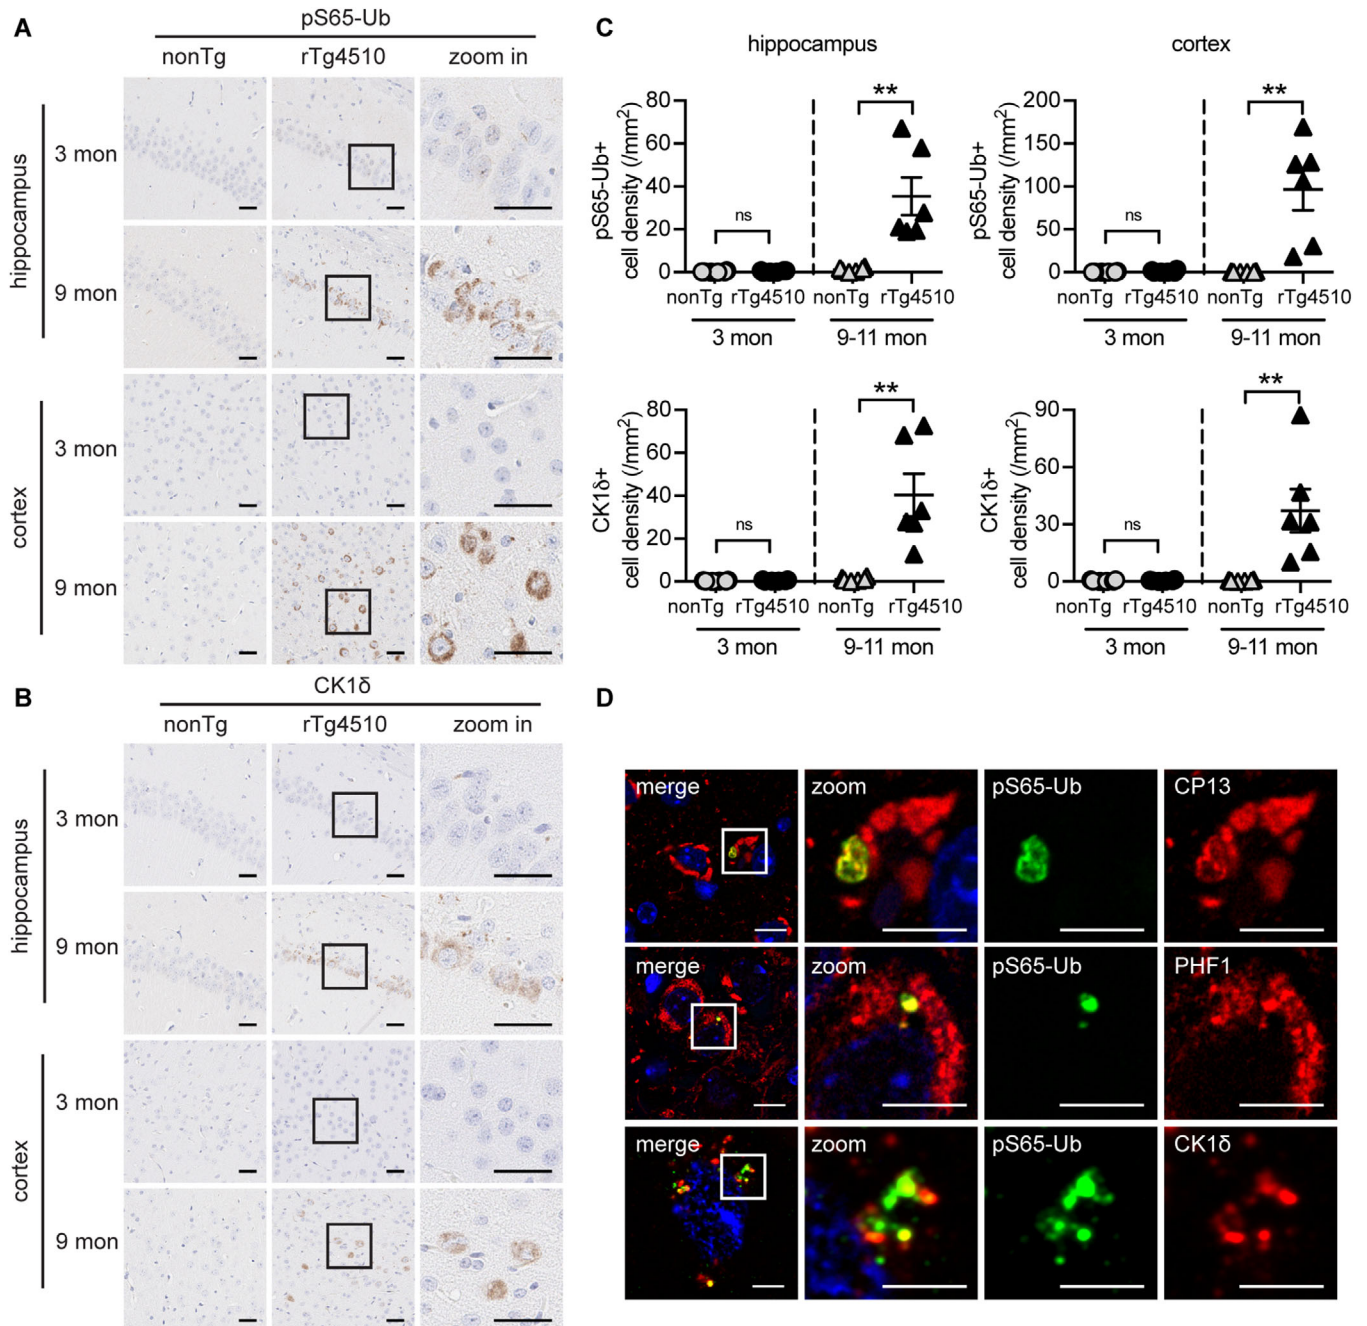 A
pS65-Ub
nonTg rTg4510 zoom in
hippocampus
3 mon
9 mon
cortex
3 mon
9 mon
B
CK1δ
nonTg rTg4510 zoom in
hippocampus
3 mon
9 mon
cortex
3 mon
9 mon
C
hippocampus
pS65-Ub+
cell density (/mm2)
80
60
40
20
0
ns
**
nonTg rTg4510 nonTg rTg4510
3 mon 9-11 mon
cortex
pS65-Ub+
cell density (/mm2)
200
150
100
50
0
ns
**
nonTg rTg4510 nonTg rTg4510
3 mon 9-11 mon
CK1δ+
cell density (/mm2)
80
60
40
20
0
ns
**
nonTg rTg4510 nonTg rTg4510
3 mon 9-11 mon
CK1δ+
cell density (/mm2)
90
60
30
0
ns
**
nonTg rTg4510 nonTg rTg4510
3 mon 9-11 mon
D
merge zoom pS65-Ub CP13
merge zoom pS65-Ub PHF1
merge zoom pS65-Ub CK1δ